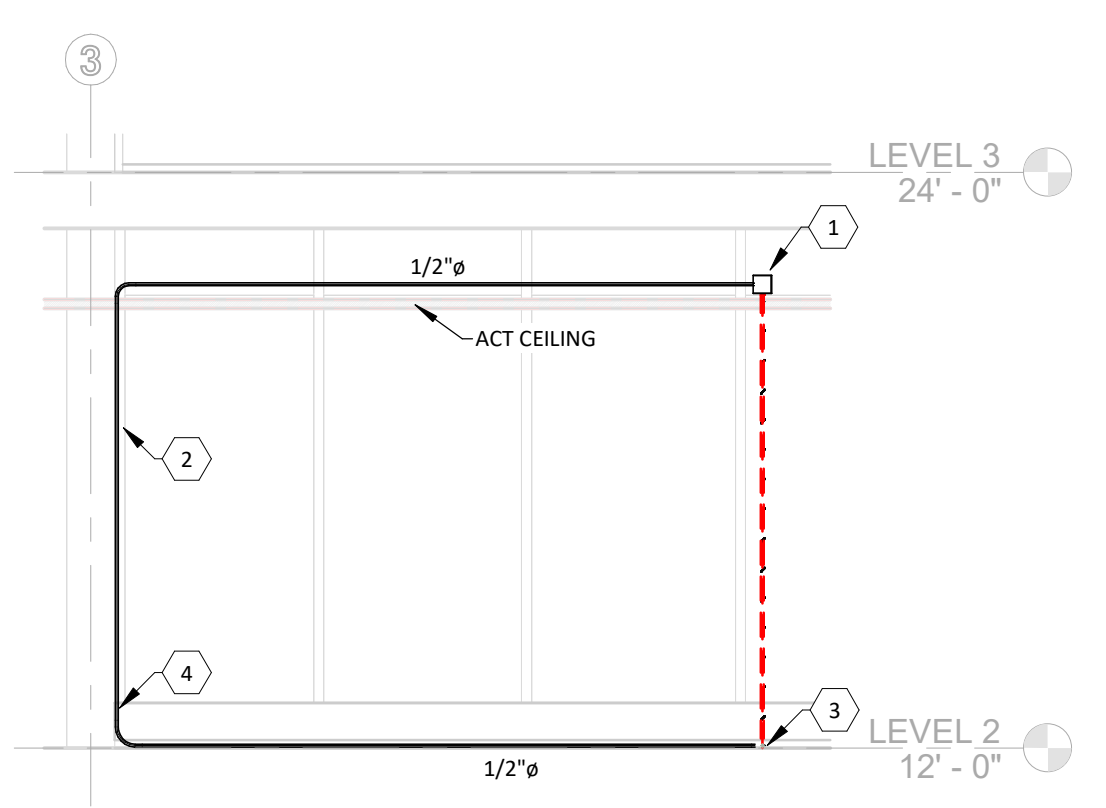 3
LEVEL 3
24' - 0"
1
1/2"ø
ACT CEILING
2
4
3
LEVEL 2
12' - 0"
1/2"ø